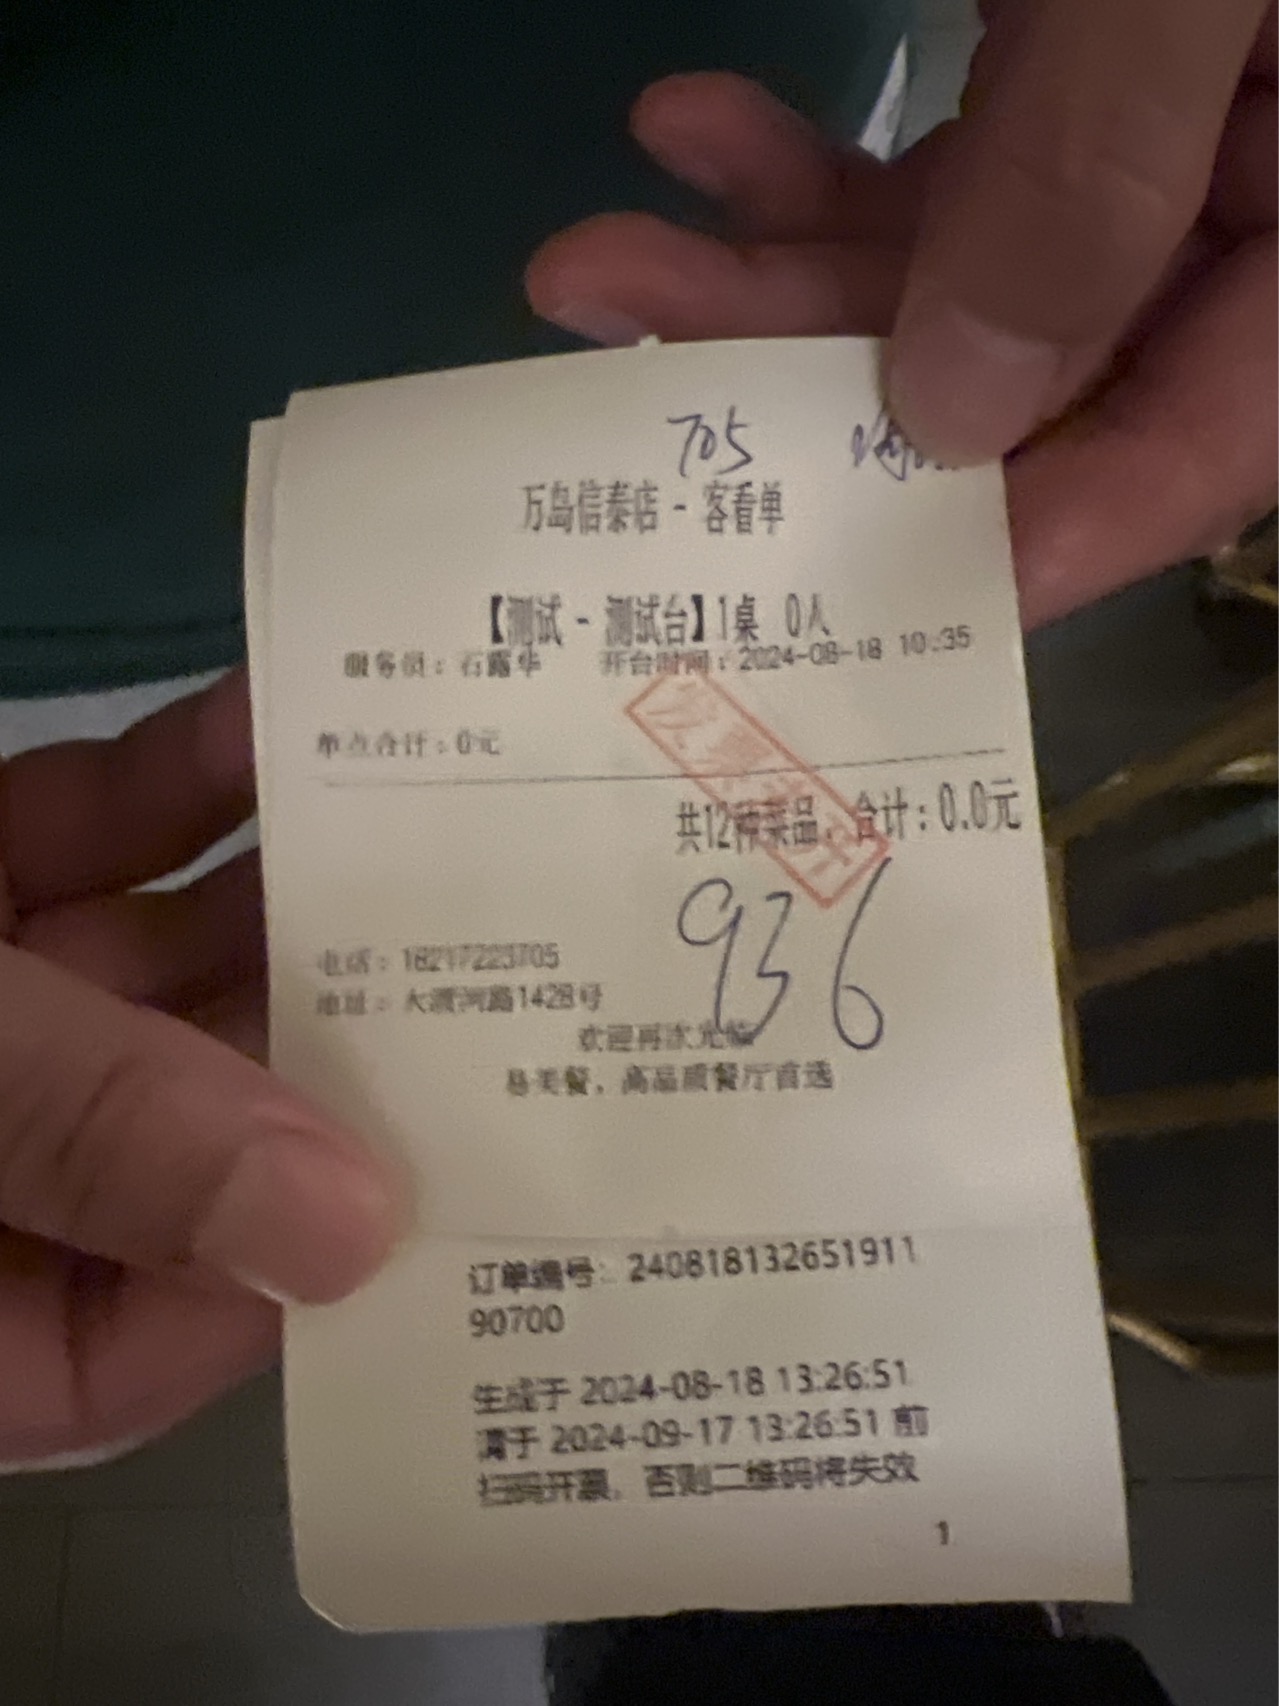 705
万岛信泰店 - 客看单
【测试 - 测试台】1桌 0人
服务员：石露华 开台时间：2024-08-18 10:35
单点合计：0元
共12种菜品，合计：0.0元
936
电话：18217223705
地址：大渡河路1428号
欢迎再次光临
易美餐，高品质餐厅首选
订单编号：240818132651911
90700
生成于 2024-08-18 13:26:51
请于 2024-09-17 13:26:51 前
扫码开票，否则二维码将失效
1